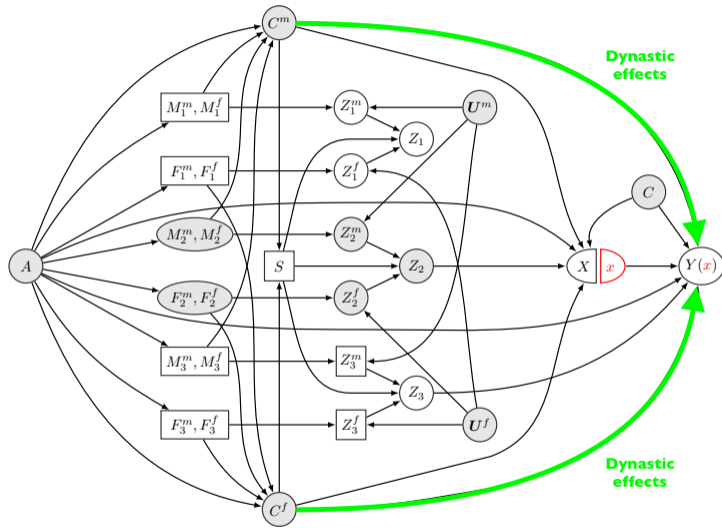 C^m
Dynastic
effects
M_1^m, M_1^f
Z_1^m
U^m
Z_1
F_1^m, F_1^f
Z_1^f
C
M_2^m, M_2^f
Z_2^m
A
S
Z_2
X
x
Y(x)
F_2^m, F_2^f
Z_2^f
M_3^m, M_3^f
Z_3^m
Z_3
F_3^m, F_3^f
Z_3^f
U^f
Dynastic
effects
C^f